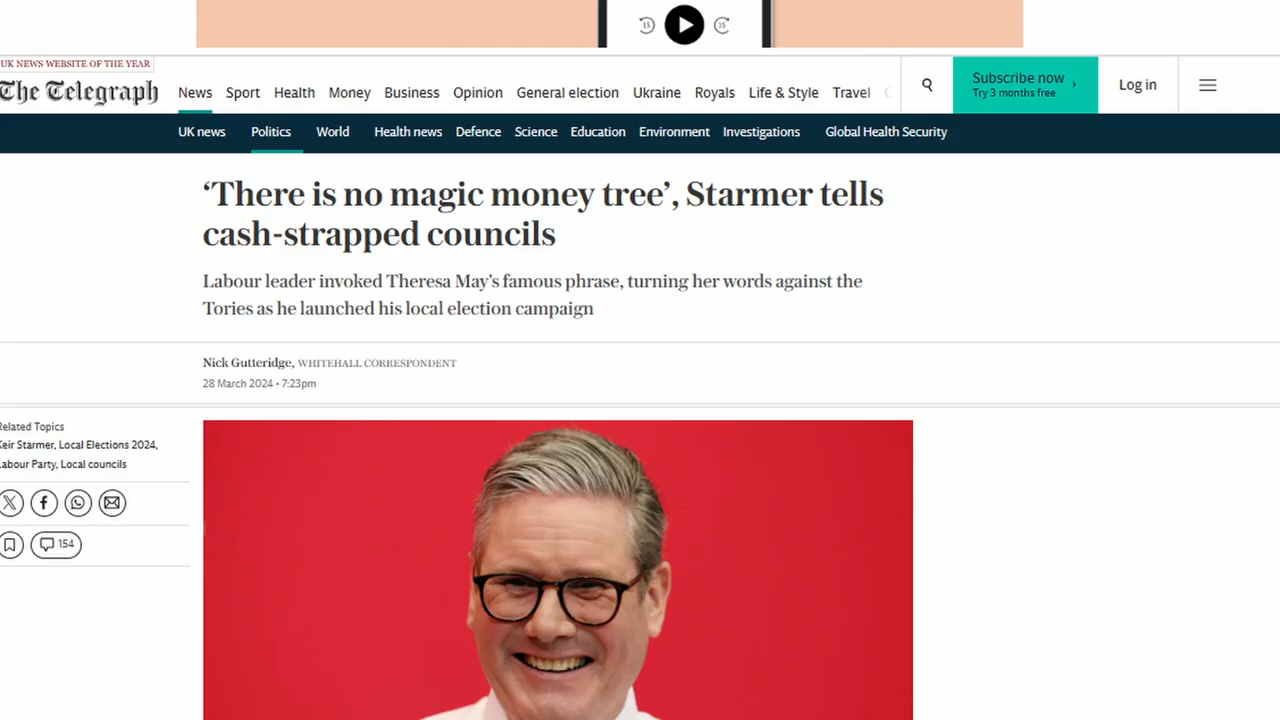 15 15
UK NEWS WEBSITE OF THE YEAR
The Telegraph
News Sport Health Money Business Opinion General election Ukraine Royals Life & Style Travel
Subscribe now
Try 3 months free
Log in
UK news Politics World Health news Defence Science Education Environment Investigations Global Health Security
‘There is no magic money tree’, Starmer tells
cash-strapped councils
Labour leader invoked Theresa May’s famous phrase, turning her words against the
Tories as he launched his local election campaign
Nick Gutteridge, WHITEHALL CORRESPONDENT
28 March 2024 • 7:23pm
Related Topics
Keir Starmer, Local Elections 2024,
Labour Party, Local councils
154